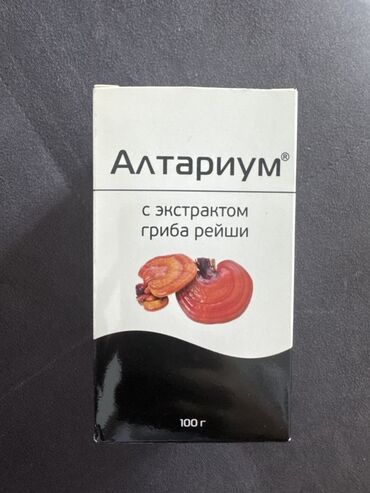 Алтариум®
с экстрактом
гриба рейши
100 г